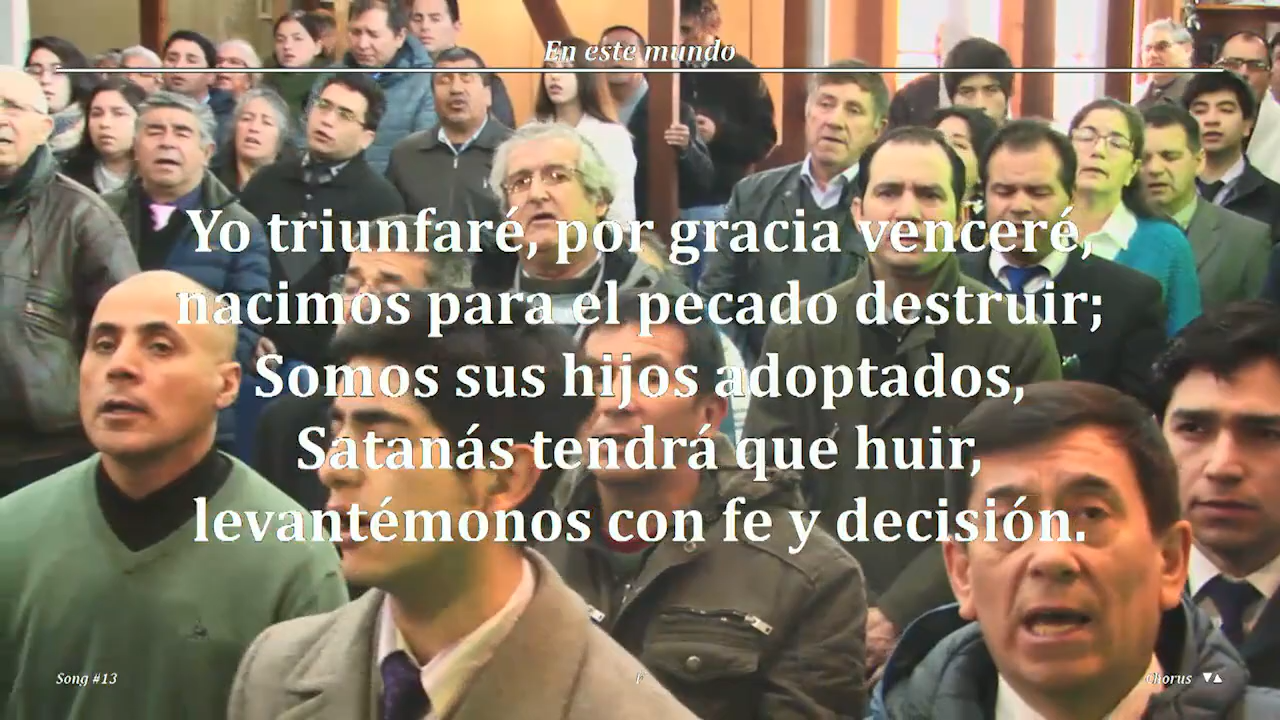 En este mundo
Yo triunfaré, por gracia venceré,
nacimos para el pecado destruir;
Somos sus hijos adoptados,
Satanás tendrá que huir,
levantémonos con fe y decisión.
Song #13
F
Chorus ▼▲